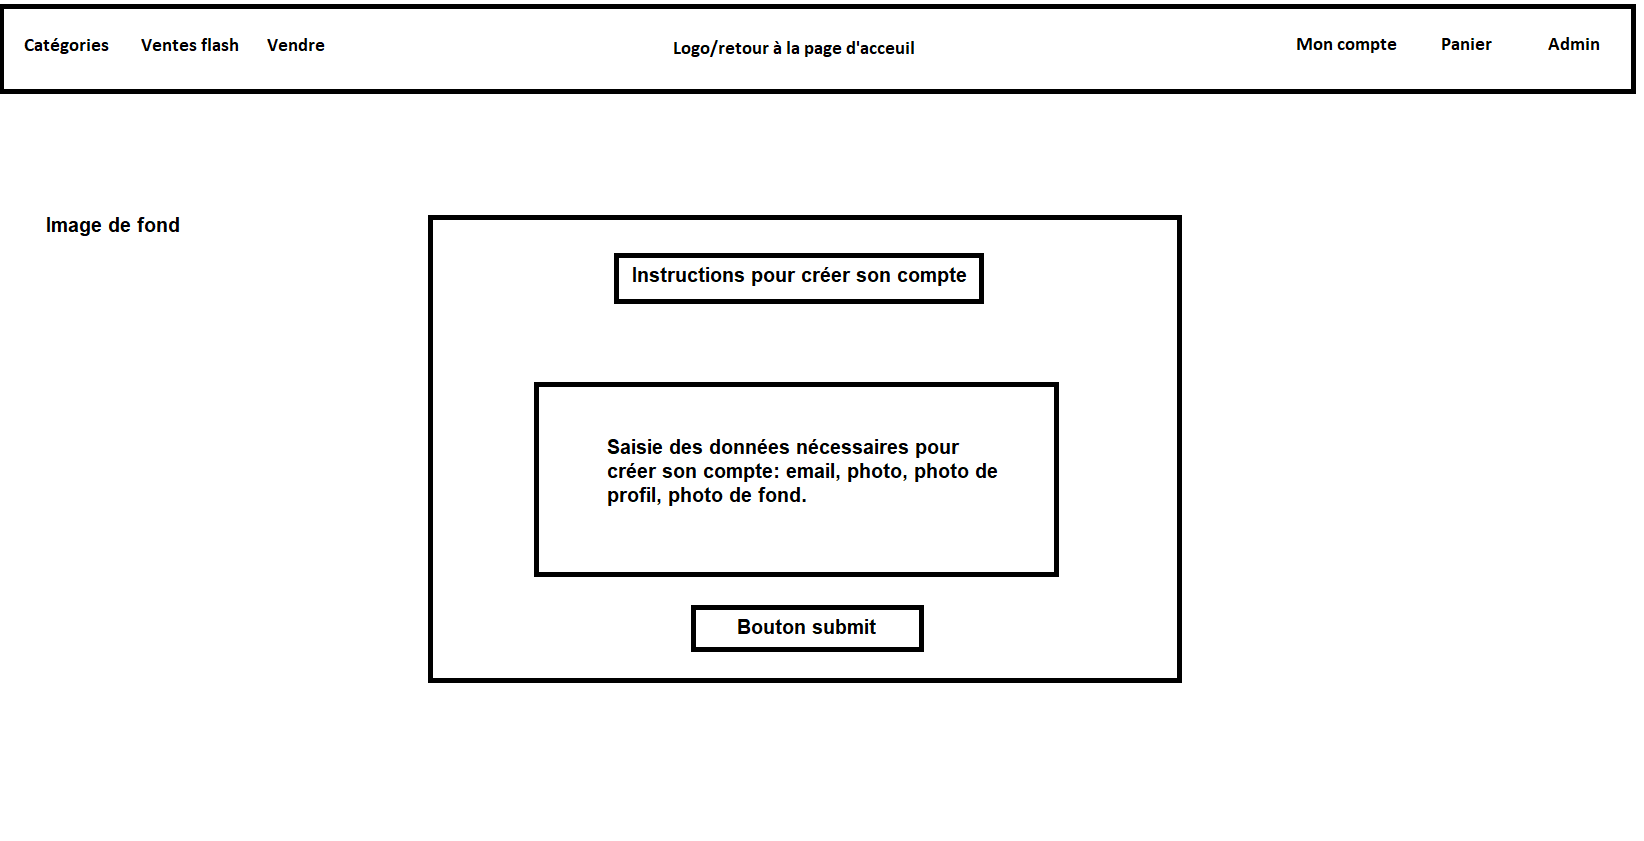 Catégories Ventes flash Vendre Logo/retour à la page d'acceuil Mon compte Panier Admin
Image de fond
Instructions pour créer son compte
Saisie des données nécessaires pour
créer son compte: email, photo, photo de
profil, photo de fond.
Bouton submit